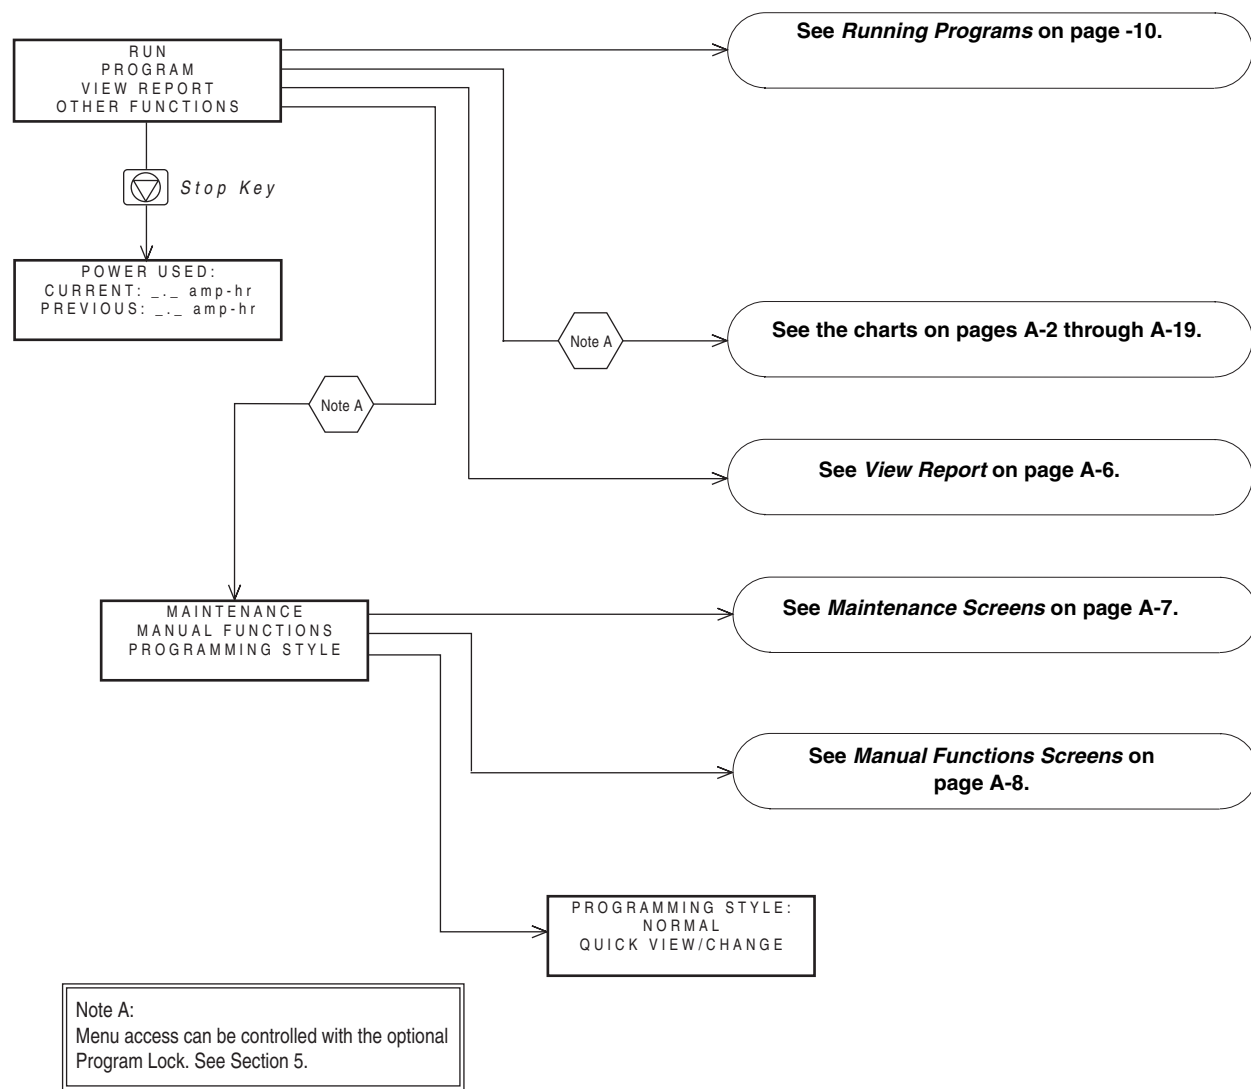 RUN
PROGRAM
VIEW REPORT
OTHER FUNCTIONS
See Running Programs on page -10.
Stop Key
POWER USED:
CURRENT: _._ amp-hr
PREVIOUS: _._ amp-hr
Note A
See the charts on pages A-2 through A-19.
Note A
See View Report on page A-6.
MAINTENANCE
MANUAL FUNCTIONS
PROGRAMMING STYLE
See Maintenance Screens on page A-7.
See Manual Functions Screens on
page A-8.
PROGRAMMING STYLE:
NORMAL
QUICK VIEW/CHANGE
Note A:
Menu access can be controlled with the optional
Program Lock. See Section 5.